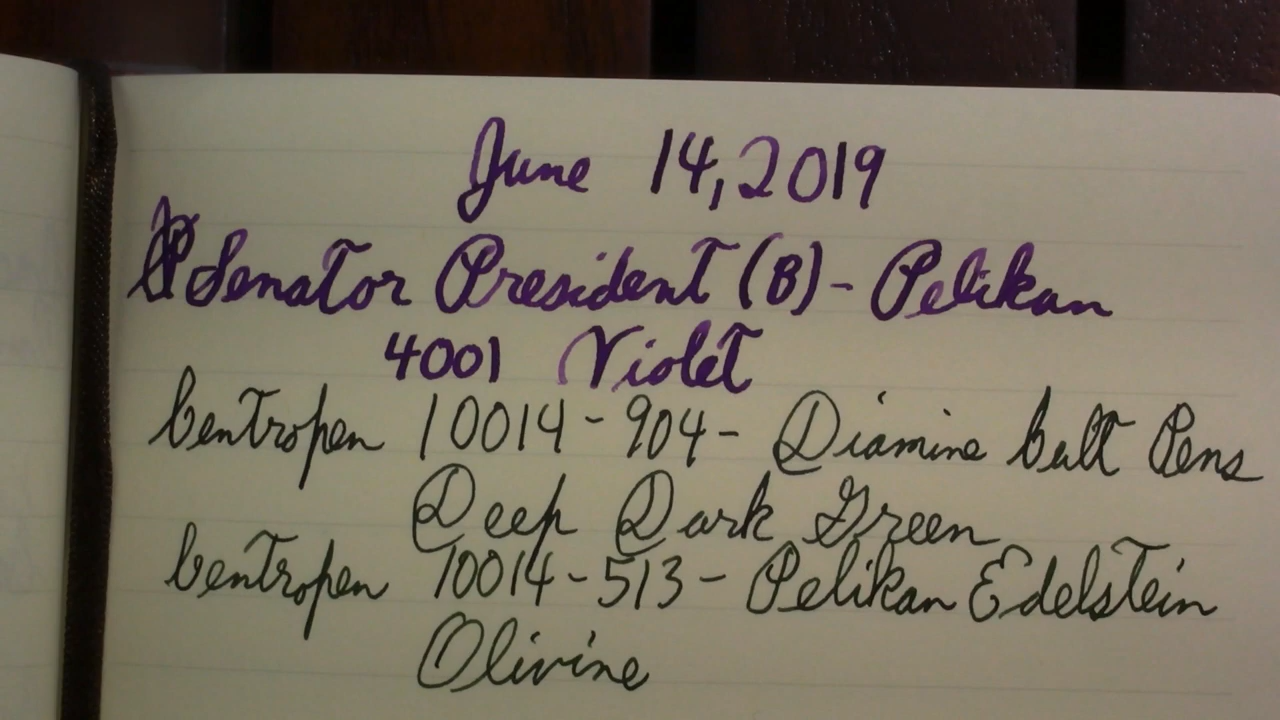 June 14, 2019
Senator President (B) - Pelikan
4001 Violet
Centropen 10014 - 904 - Diamine Cult Pens
Deep Dark Green
Centropen 10014 - 513 - Pelikan Edelstein
Olivine